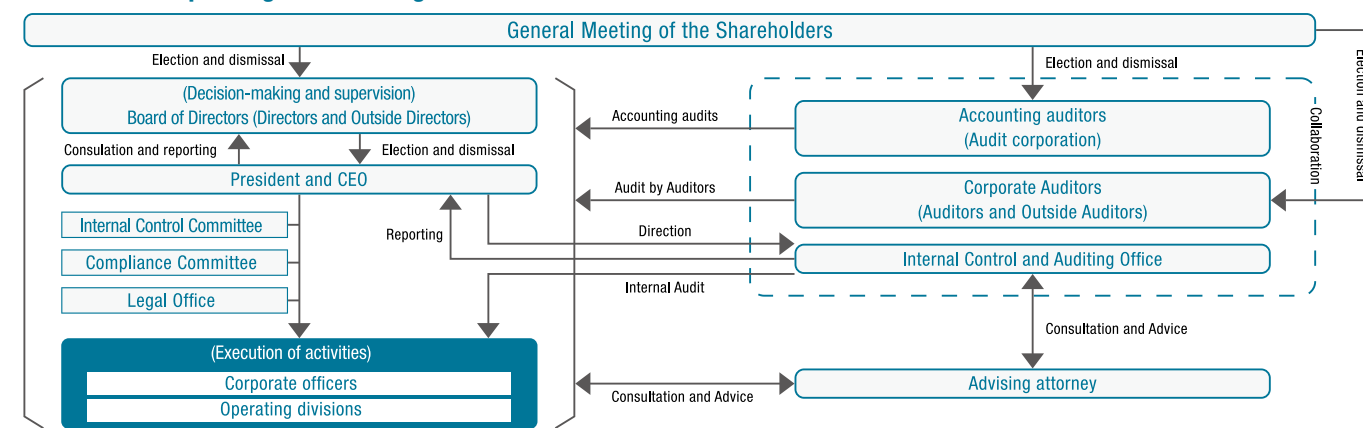 General Meeting of the Shareholders
Election and dismissal
Election and dismissal
Election and dismissal
(Decision-making and supervision)
Board of Directors (Directors and Outside Directors)
Accounting audits
Accounting auditors
(Audit corporation)
Collaboration
Consulation and reporting
Election and dismissal
President and CEO
Audit by Auditors
Corporate Auditors
(Auditors and Outside Auditors)
Internal Control Committee
Reporting
Direction
Compliance Committee
Internal Control and Auditing Office
Legal Office
Internal Audit
Consultation and Advice
(Execution of activities)
Corporate officers
Operating divisions
Consultation and Advice
Advising attorney